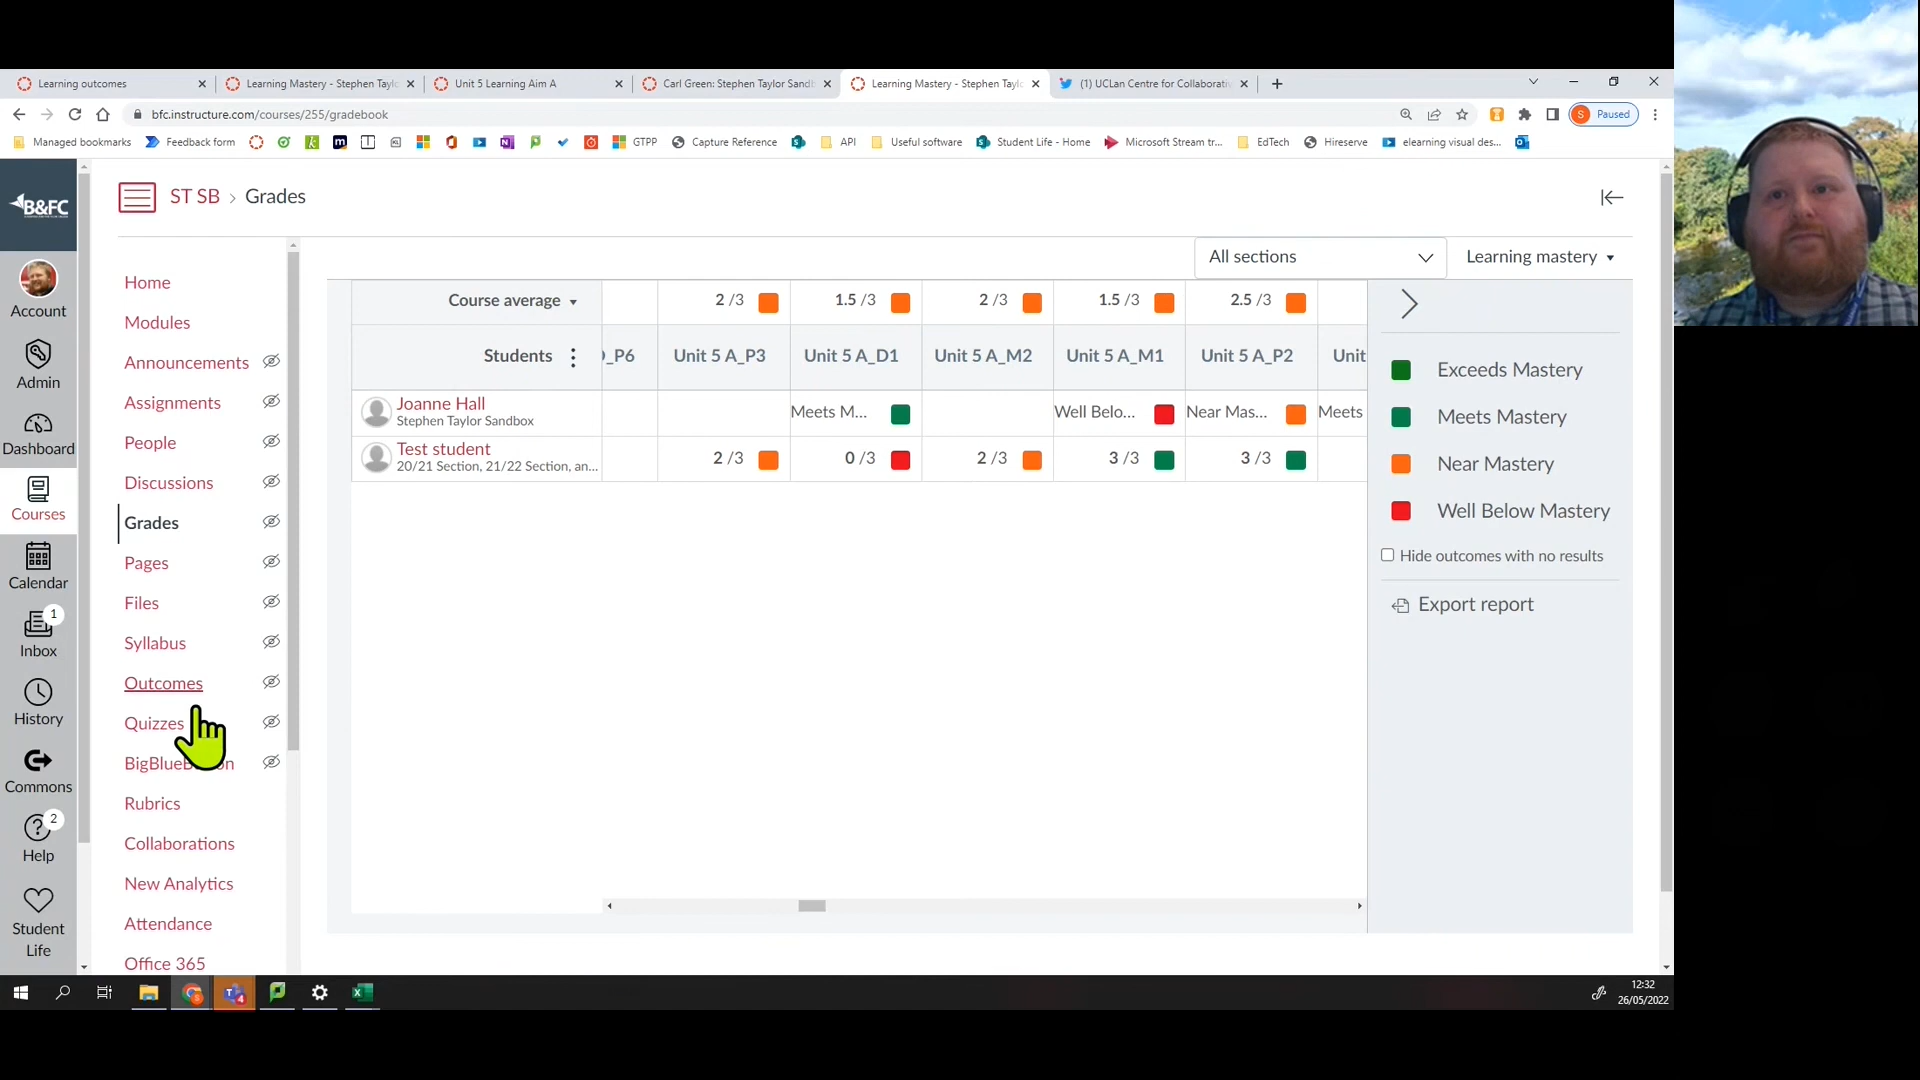 Learning outcomes
Learning Mastery - Stephen Taylo
Unit 5 Learning Aim A
Carl Green: Stephen Taylor Sandb
Learning Mastery - Stephen Taylo
(1) UCLan Centre for Collaborativ
bfc.instructure.com/courses/255/gradebook
S Paused
Managed bookmarks
Feedback form
GTPP
Capture Reference
API
Useful software
Student Life - Home
Microsoft Stream tr...
EdTech
Hireserve
elearning visual des...
B&FC
Account
Admin
Dashboard
Courses
Calendar
1
Inbox
History
Commons
2
Help
Student
Life
ST SB › Grades
Home
Modules
Announcements
Assignments
People
Discussions
Grades
Pages
Files
Syllabus
Outcomes
Quizzes
Rubrics
Collaborations
New Analytics
Attendance
Office 365
All sections
Learning mastery
Course average 2 /3 1.5 /3 2 /3 1.5 /3 2.5 /3
Students _P6 Unit 5 A_P3 Unit 5 A_D1 Unit 5 A_M2 Unit 5 A_M1 Unit 5 A_P2 Unit
Joanne Hall Meets M... Well Belo... Near Mas... Meets
Stephen Taylor Sandbox
Test student 2 /3 0 /3 2 /3 3 /3 3 /3
20/21 Section, 21/22 Section, an...
Exceeds Mastery
Meets Mastery
Near Mastery
Well Below Mastery
Hide outcomes with no results
Export report
12:32
26/05/2022